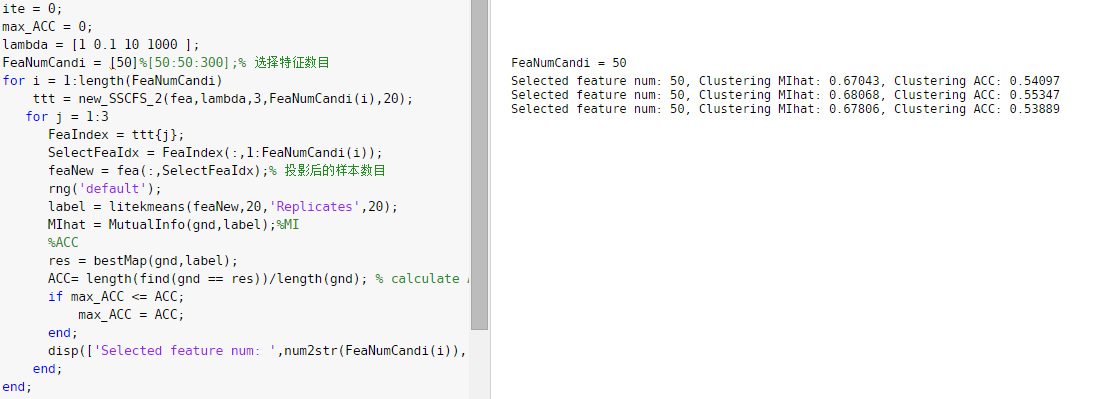 ite = 0;
max_ACC = 0;
lambda = [1 0.1 10 1000 ];
FeaNumCandi = [50]%[50:50:300];% 选择特征数目
for i = 1:length(FeaNumCandi)
ttt = new_SSCFS_2(fea,lambda,3,FeaNumCandi(i),20);
for j = 1:3
FeaIndex = ttt{j};
SelectFeaIdx = FeaIndex(:,1:FeaNumCandi(i));
feaNew = fea(:,SelectFeaIdx);% 投影后的样本数目
rng('default');
label = litekmeans(feaNew,20,'Replicates',20);
MIhat = MutualInfo(gnd,label);%MI
%ACC
res = bestMap(gnd,label);
ACC= length(find(gnd == res))/length(gnd); % calculate
if max_ACC <= ACC;
max_ACC = ACC;
end;
disp(['Selected feature num: ',num2str(FeaNumCandi(i)),
end;
end;
FeaNumCandi = 50
Selected feature num: 50, Clustering MIhat: 0.67043, Clustering ACC: 0.54097
Selected feature num: 50, Clustering MIhat: 0.68068, Clustering ACC: 0.55347
Selected feature num: 50, Clustering MIhat: 0.67806, Clustering ACC: 0.53889